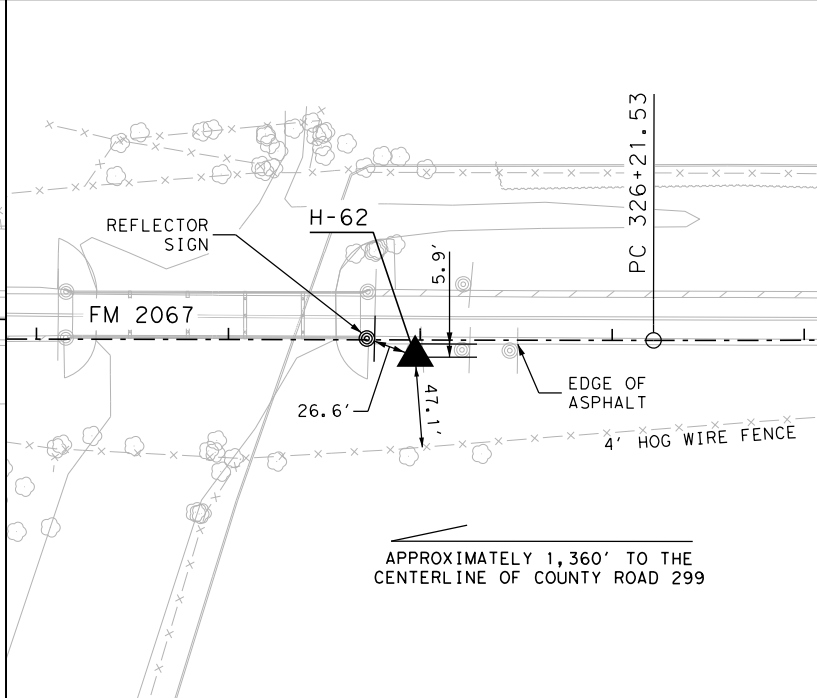 PC 326+21.53
H-62
REFLECTOR
SIGN
5.9'
FM 2067
26.6'
47.1'
EDGE OF
ASPHALT
4' HOG WIRE FENCE
APPROXIMATELY 1,360' TO THE
CENTERLINE OF COUNTY ROAD 299